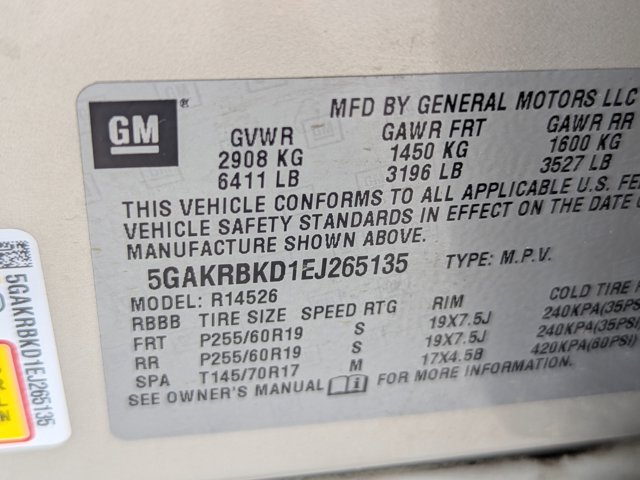 GM ®
MFD BY GENERAL MOTORS LLC
GVWR GAWR FRT GAWR RR
2908 KG 1450 KG 1600 KG
6411 LB 3196 LB 3527 LB
THIS VEHICLE CONFORMS TO ALL APPLICABLE U.S. FE
VEHICLE SAFETY STANDARDS IN EFFECT ON THE DATE O
MANUFACTURE SHOWN ABOVE.
5GAKRBKD1EJ265135 TYPE: M.P.V.
MODEL: R14526
RBBB TIRE SIZE SPEED RTG RIM COLD TIRE P
FRT P255/60R19 S 19X7.5J 240KPA(35PS
RR P255/60R19 S 19X7.5J 240KPA(35PSI)
SPA T145/70R17 M 17X4.5B 420KPA(60PSI)
SEE OWNER'S MANUAL FOR MORE INFORMATION.
5GAKRBKD1EJ265135